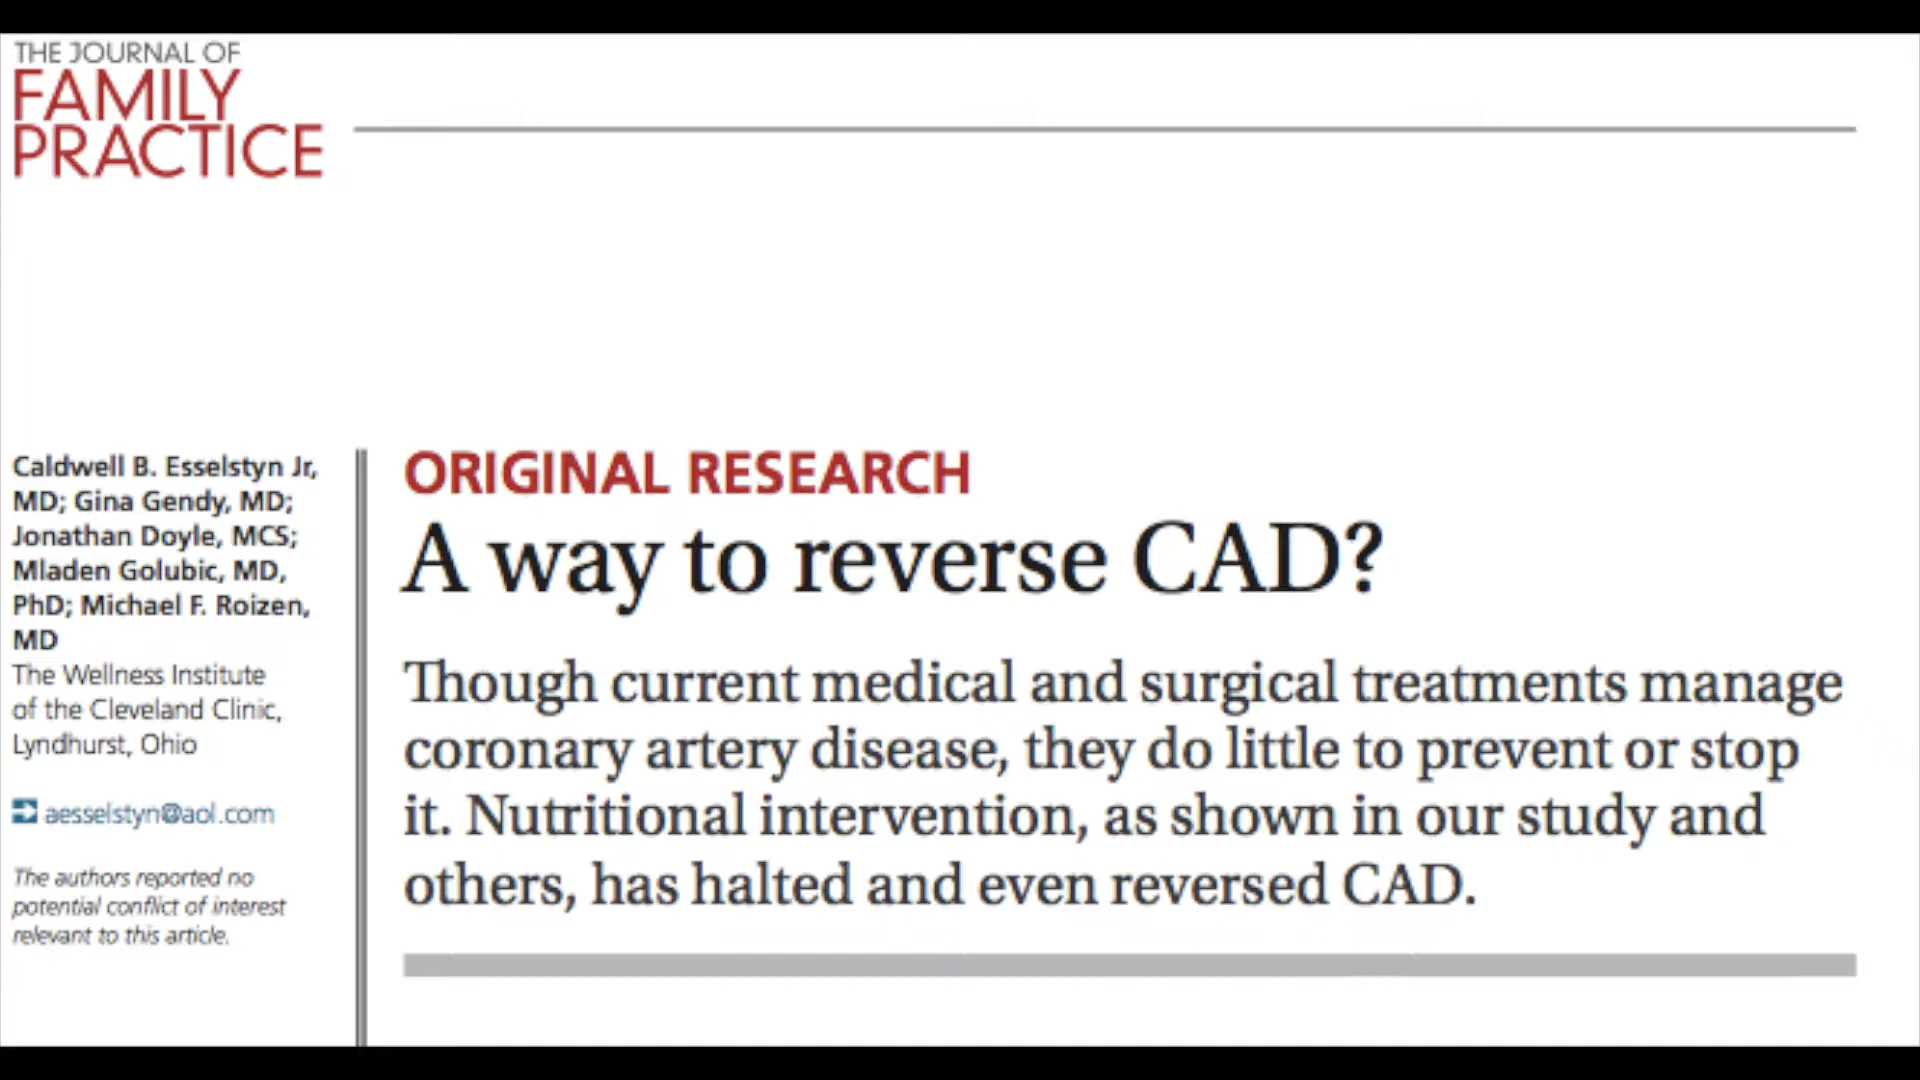 THE JOURNAL OF
FAMILY
PRACTICE
Caldwell B. Esselstyn Jr,
MD; Gina Gendy, MD;
Jonathan Doyle, MCS;
Mladen Golubic, MD,
PhD; Michael F. Roizen,
MD
The Wellness Institute
of the Cleveland Clinic,
Lyndhurst, Ohio
aesselstyn@aol.com
The authors reported no
potential conflict of interest
relevant to this article.
ORIGINAL RESEARCH
A way to reverse CAD?
Though current medical and surgical treatments manage
coronary artery disease, they do little to prevent or stop
it. Nutritional intervention, as shown in our study and
others, has halted and even reversed CAD.